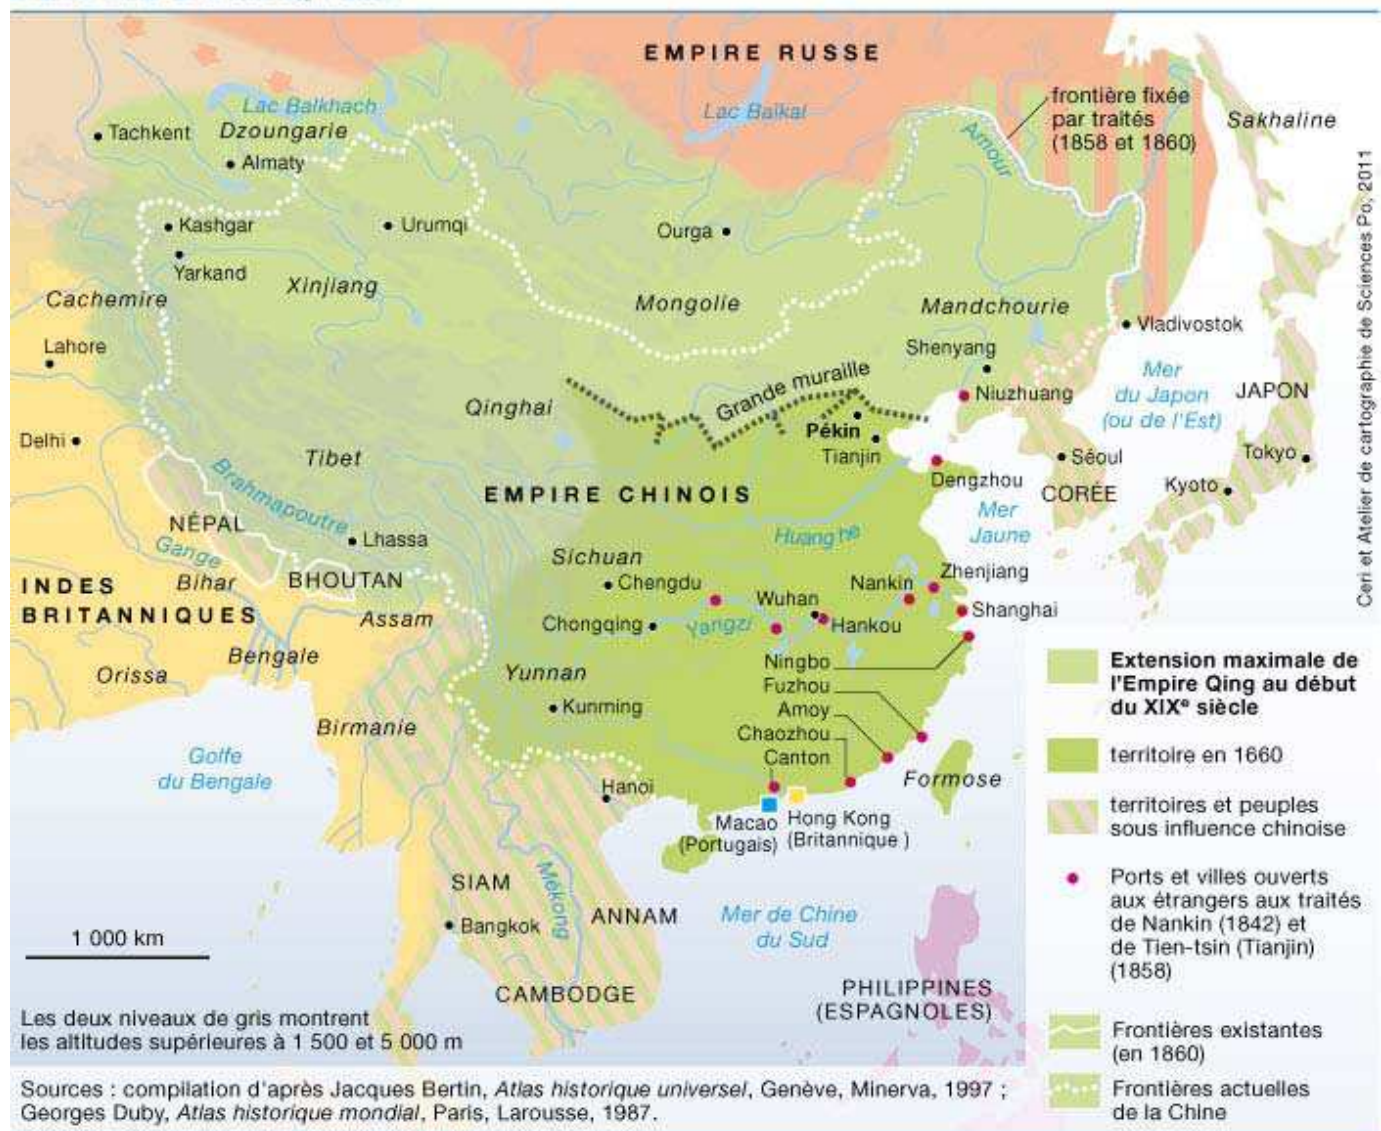 EMPIRE RUSSE
Lac Balkhach
Dzoungarie
Tachkent
Almaty
Lac Baïkal
Amour
frontière fixée
par traités
(1858 et 1860)
Sakhaline
Kashgar
Yarkand
Urumqi
Ourga
Xinjiang
Mongolie
Mandchourie
Cachemire
Lahore
Shenyang
Niuzhuang
Vladivostok
Mer
du Japon
(ou de l'Est)
JAPON
Grande muraille
Qinghai
Pékin
Tianjin
Delhi
Tibet
Dengzhou
Séoul
CORÉE
Tokyo
Kyoto
EMPIRE CHINOIS
Mer
Jaune
Brahmapoutre
NÉPAL
Gange
Lhassa
Huang he
Sichuan
Chengdu
Nankin
Zhenjiang
Bihar
BHOUTAN
INDES
BRITANNIQUES
Assam
Wuhan
Shanghai
Chongqing
Yangzi
Hankou
Bengale
Orissa
Yunnan
Kunming
Ningbo
Fuzhou
Amoy
Chaozhou
Canton
Birmanie
Golfe
du Bengale
Hanoi
Formose
Macao
(Portugais)
Hong Kong
(Britannique )
SIAM
Mékong
ANNAM
Bangkok
Mer de Chine
du Sud
CAMBODGE
PHILIPPINES
(ESPAGNOLES)
1 000 km
Les deux niveaux de gris montrent
les altitudes supérieures à 1 500 et 5 000 m
Ceri et Atelier de cartographie de Sciences Po, 2011
Extension maximale de
l'Empire Qing au début
du XIXe siècle
territoire en 1660
territoires et peuples
sous influence chinoise
Ports et villes ouverts
aux étrangers aux traités
de Nankin (1842) et
de Tien-tsin (Tianjin)
(1858)
Frontières existantes
(en 1860)
Frontières actuelles
de la Chine
Sources : compilation d'après Jacques Bertin, Atlas historique universel, Genève, Minerva, 1997 ;
Georges Duby, Atlas historique mondial, Paris, Larousse, 1987.